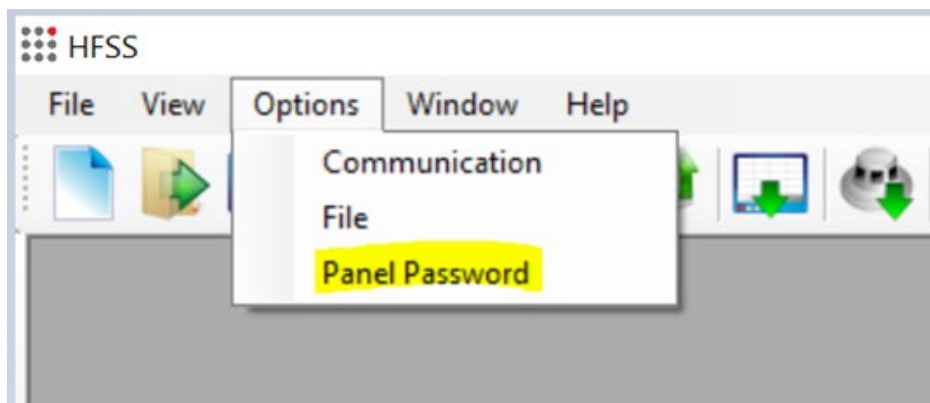 HFSS
File View Options Window Help
Communication
File
Panel Password